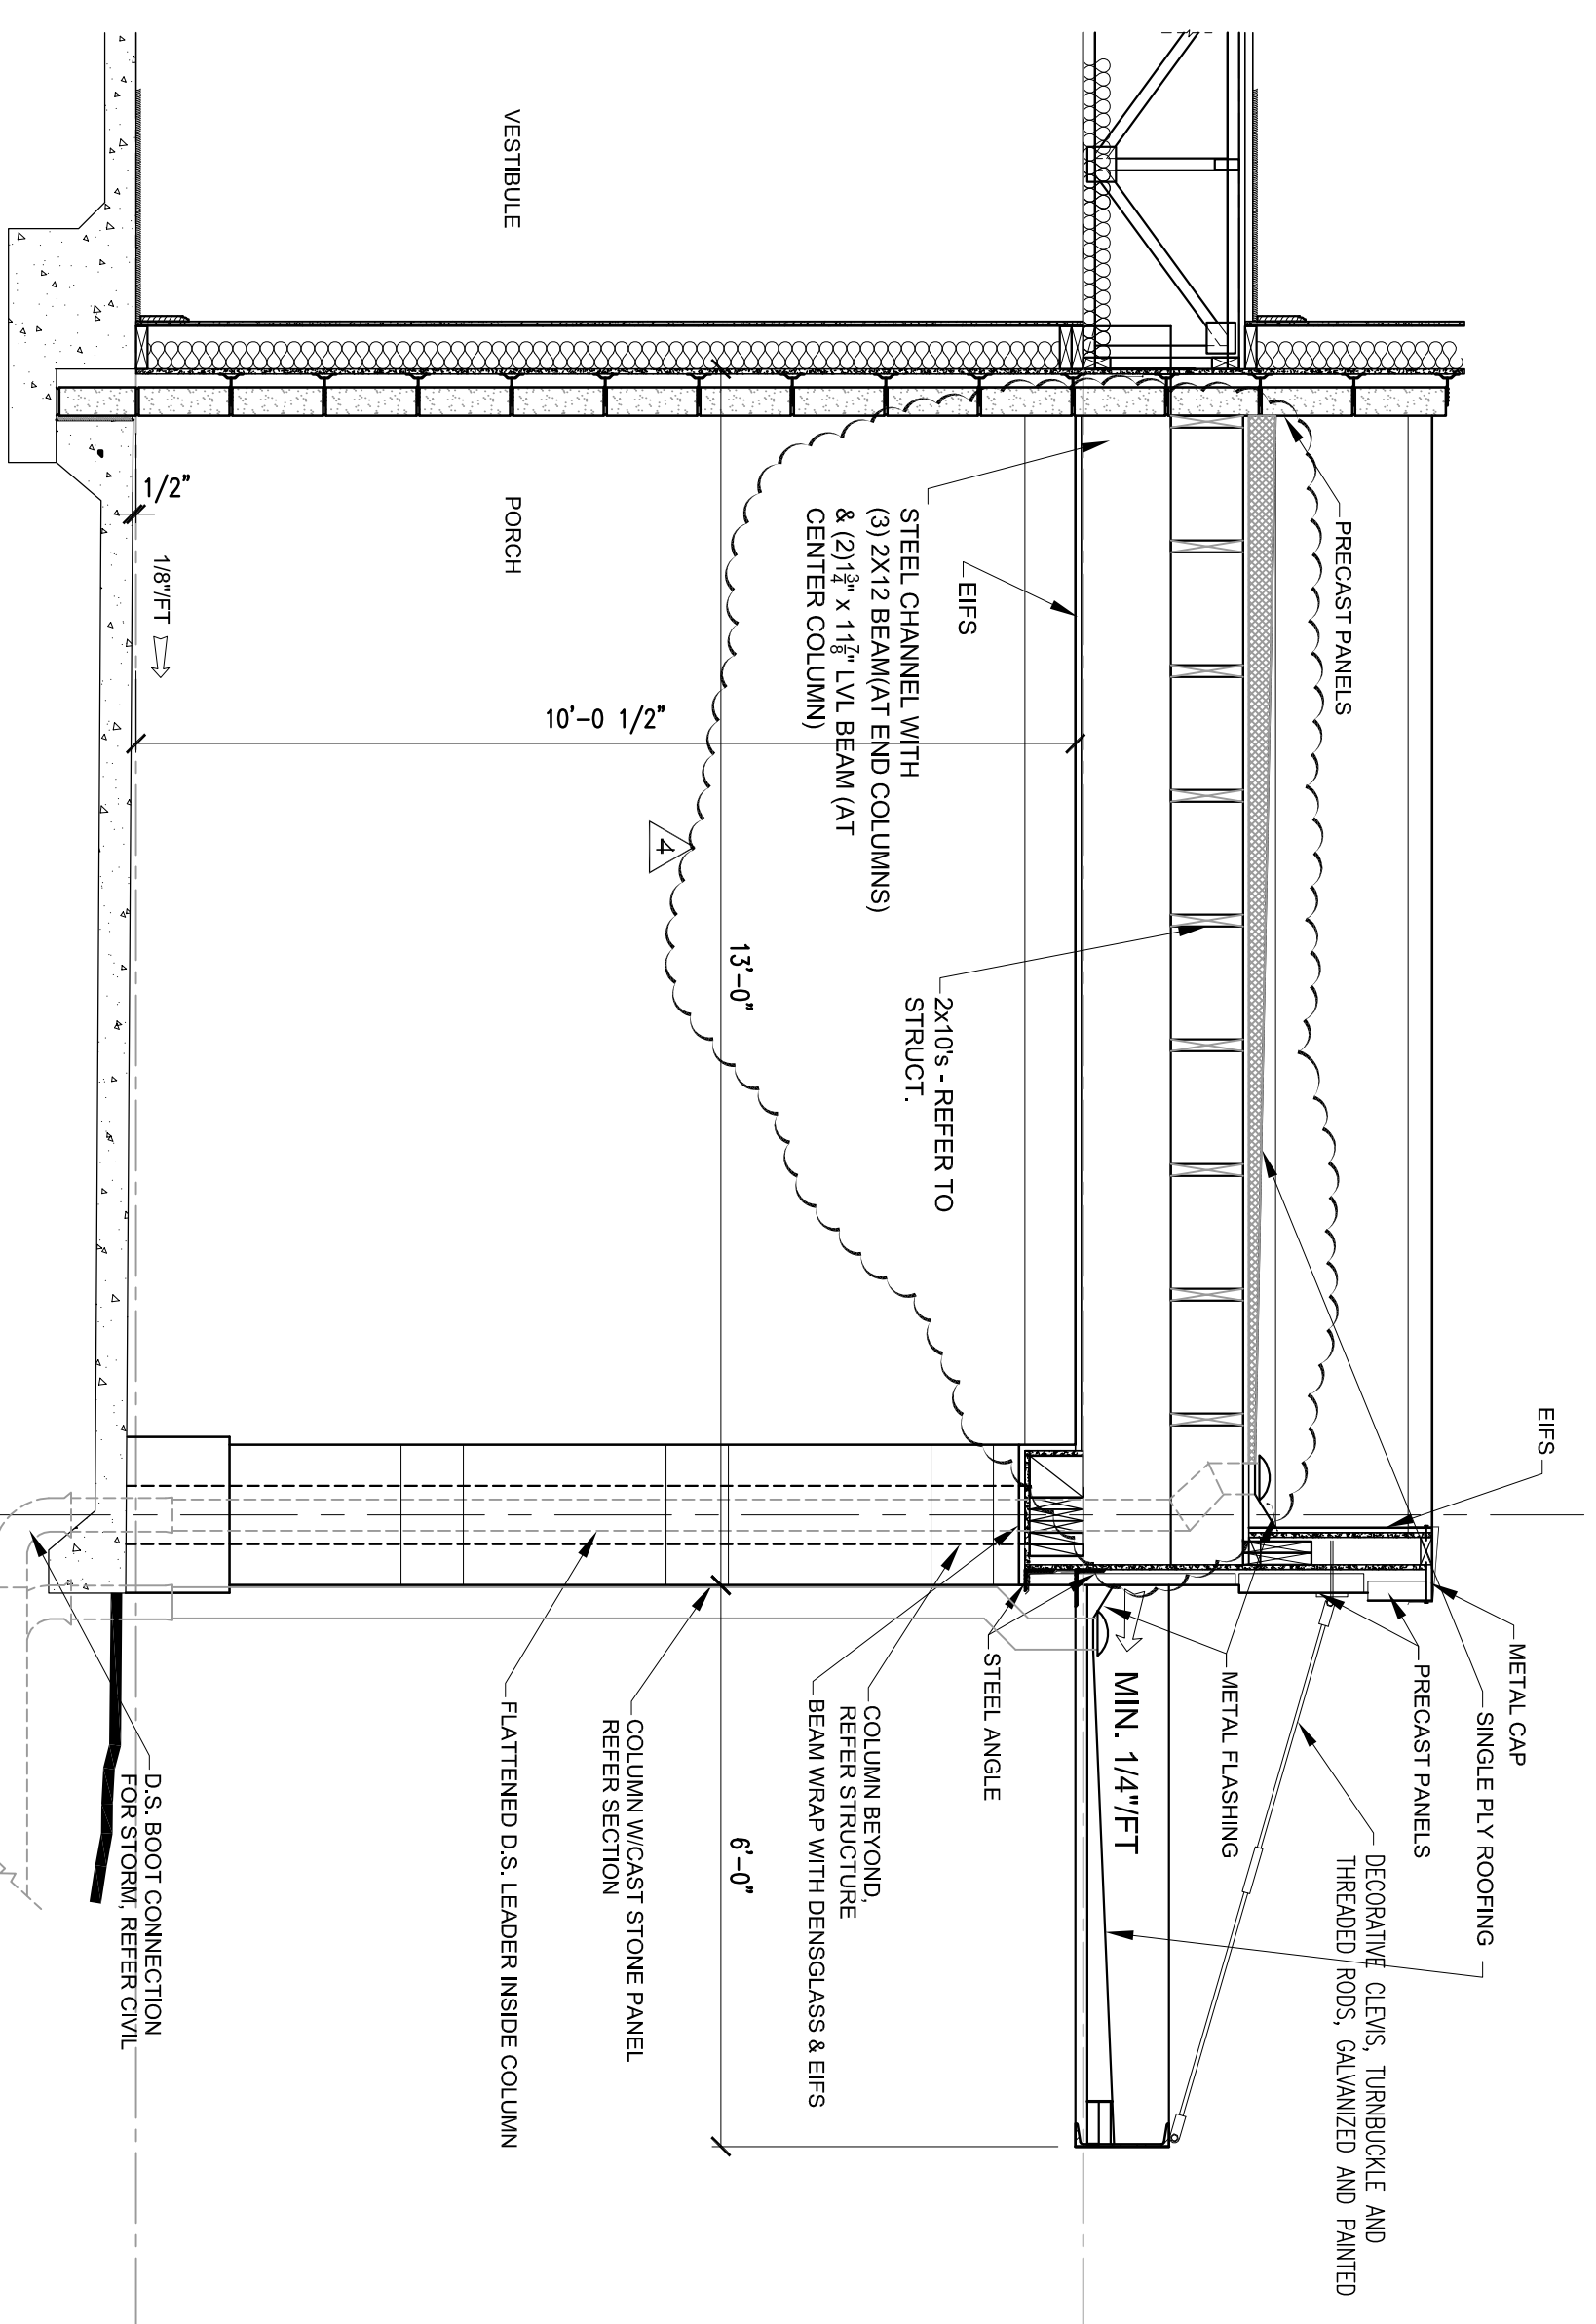 EIFS
METAL CAP
SINGLE PLY ROOFING
PRECAST PANELS
DECORATIVE CLEVIS, TURNBUCKLE AND
THREADED RODS, GALVANIZED AND PAINTED
PRECAST PANELS
METAL FLASHING
MIN. 1/4"/FT
EIFS
STEEL CHANNEL WITH
(3) 2X12 BEAM(AT END COLUMNS)
& (2)1 3/4" x 11 7/8" LVL BEAM (AT
CENTER COLUMN)
2x10's - REFER TO
STRUCT.
STEEL ANGLE
COLUMN BEYOND,
REFER STRUCTURE
BEAM WRAP WITH DENSGLASS & EIFS
13'-0"
6'-0"
4
10'-0 1/2"
COLUMN W/CAST STONE PANEL
REFER SECTION
VESTIBULE
PORCH
FLATTENED D.S. LEADER INSIDE COLUMN
1/2"
1/8"/FT
D.S. BOOT CONNECTION
FOR STORM, REFER CIVIL